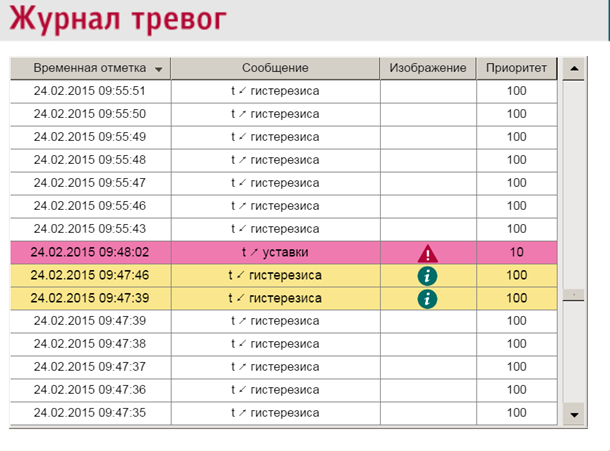 Журнал тревог
Временная отметка Сообщение Изображение Приоритет
24.02.2015 09:55:51 t ↙ гистерезиса 100
24.02.2015 09:55:50 t ↗ гистерезиса 100
24.02.2015 09:55:49 t ↙ гистерезиса 100
24.02.2015 09:55:48 t ↗ гистерезиса 100
24.02.2015 09:55:47 t ↙ гистерезиса 100
24.02.2015 09:55:46 t ↗ гистерезиса 100
24.02.2015 09:55:43 t ↙ гистерезиса 100
24.02.2015 09:48:02 t ↗ уставки 10
24.02.2015 09:47:46 t ↙ гистерезиса i 100
24.02.2015 09:47:39 t ↙ гистерезиса i 100
24.02.2015 09:47:39 t ↗ гистерезиса 100
24.02.2015 09:47:38 t ↙ гистерезиса 100
24.02.2015 09:47:37 t ↗ гистерезиса 100
24.02.2015 09:47:36 t ↙ гистерезиса 100
24.02.2015 09:47:35 t ↗ гистерезиса 100